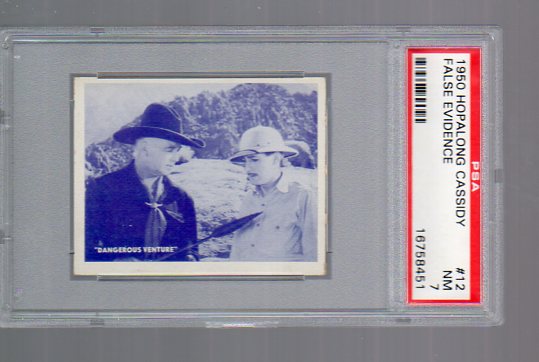 "DANGEROUS VENTURE"
PSA
1950 HOPALONG CASSIDY #12
FALSE EVIDENCE NM 7
16758451